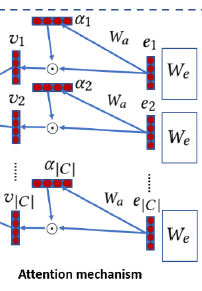 α₁
v₁ Wₐ e₁
⊙ Wₑ
α₂
v₂ Wₐ e₂
⊙ Wₑ
α|C|
v|C| Wₐ e|C|
⊙ Wₑ
Attention mechanism